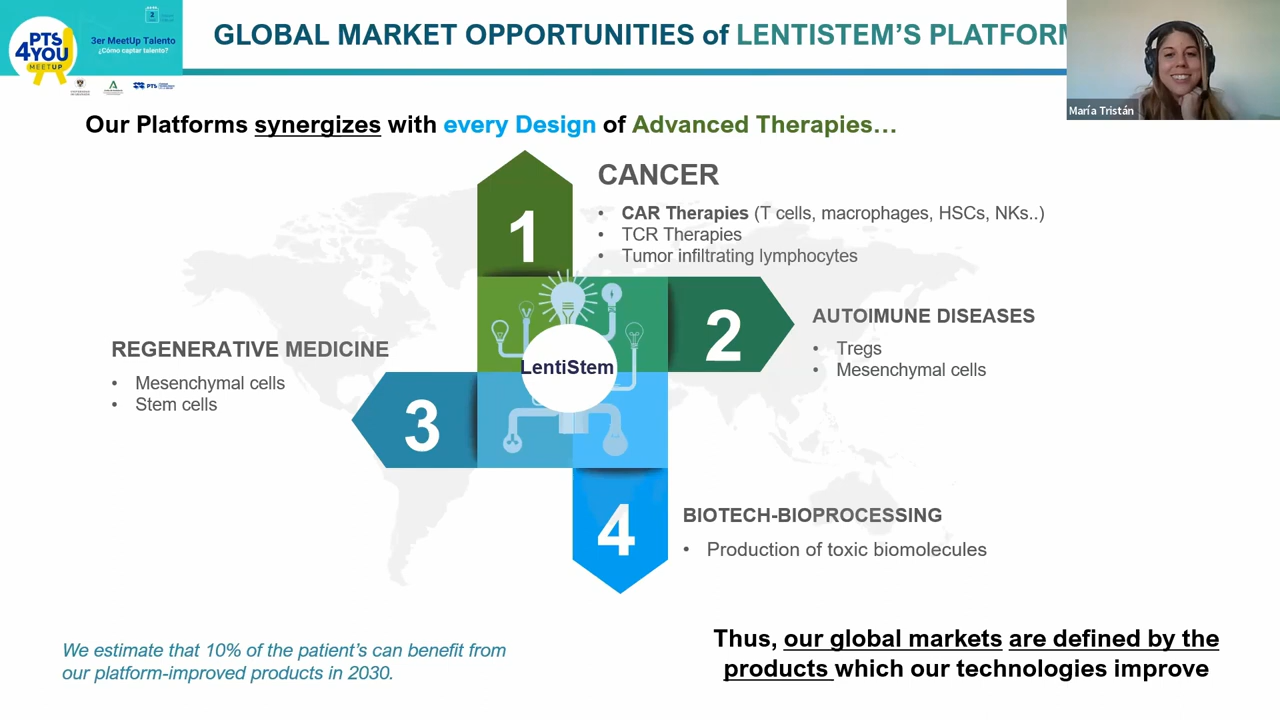 PTS
4YOU
MEETUP
3er MeetUp Talento
¿Cómo captar talento?
2
PTS
GLOBAL MARKET OPPORTUNITIES of LENTISTEM'S PLATFORM
María Tristán
Our Platforms synergizes with every Design of Advanced Therapies…
1
CANCER
• CAR Therapies (T cells, macrophages, HSCs, NKs..)
• TCR Therapies
• Tumor infiltrating lymphocytes
2
AUTOIMUNE DISEASES
• Tregs
• Mesenchymal cells
REGENERATIVE MEDICINE
• Mesenchymal cells
• Stem cells
3
LentiStem
4
BIOTECH-BIOPROCESSING
• Production of toxic biomolecules
We estimate that 10% of the patient's can benefit from
our platform-improved products in 2030.
Thus, our global markets are defined by the
products which our technologies improve